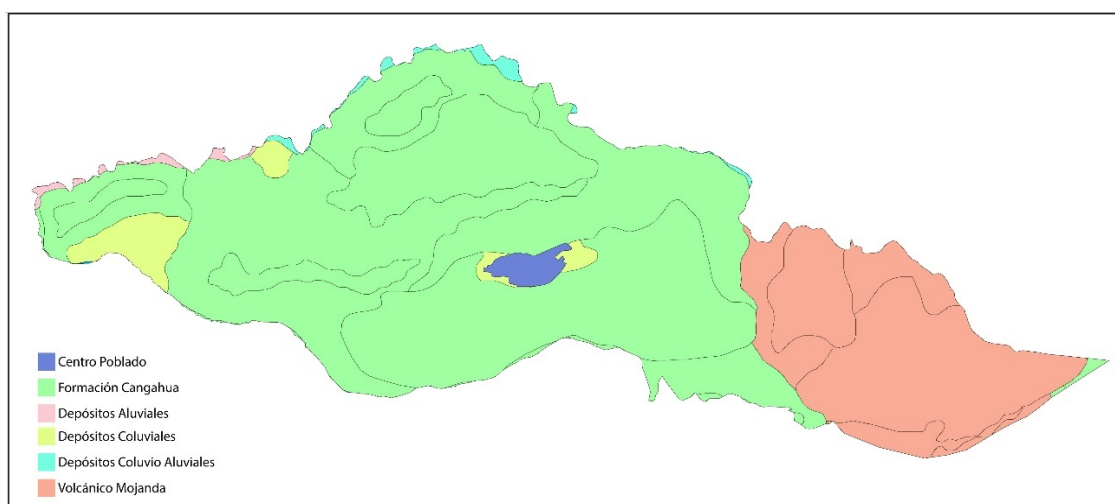 Centro Poblado
Formación Cangahua
Depósitos Aluviales
Depósitos Coluviales
Depósitos Coluvio Aluviales
Volcánico Mojanda